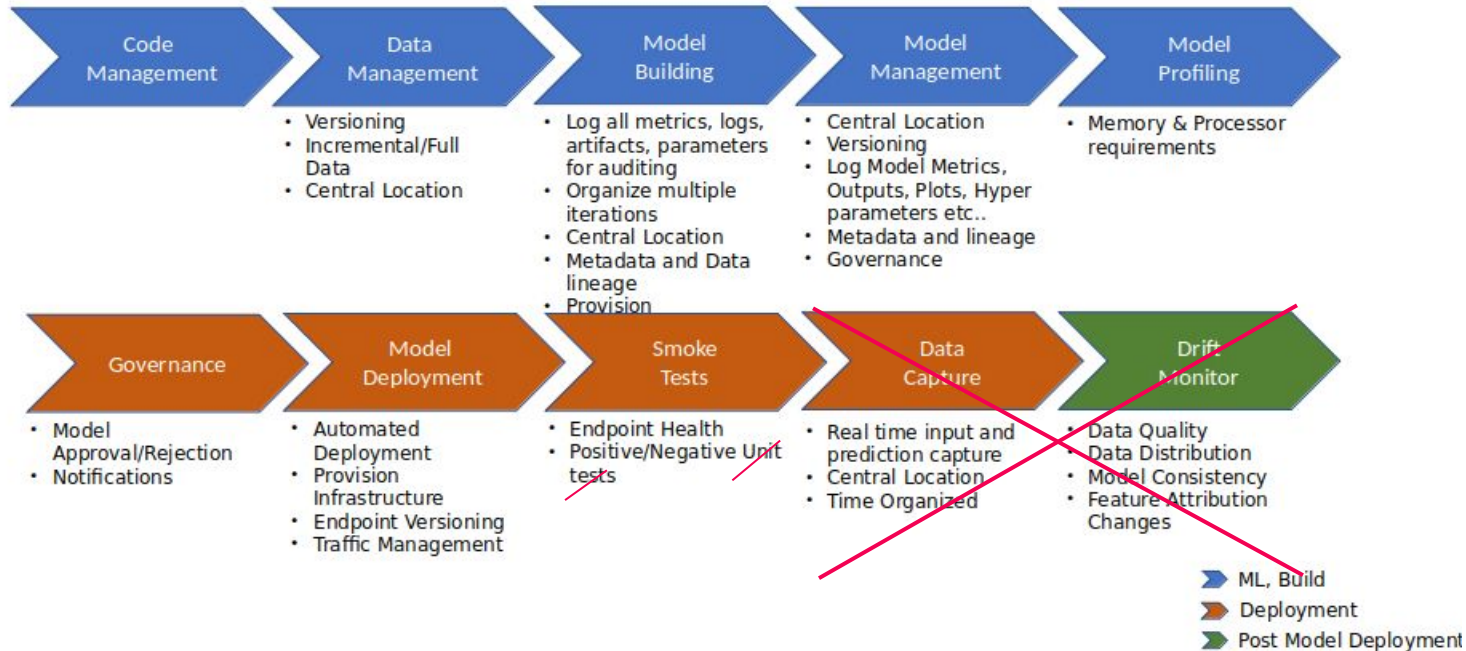 Code
Management
Data
Management
Model
Building
Model
Management
Model
Profiling
• Versioning
• Incremental/Full
Data
• Central Location
• Log all metrics, logs,
artifacts, parameters
for auditing
• Organize multiple
iterations
• Central Location
• Metadata and Data
lineage
• Provision
• Central Location
• Versioning
• Log Model Metrics,
Outputs, Plots, Hyper
parameters etc..
• Metadata and lineage
• Governance
• Memory & Processor
requirements
Governance
Model
Deployment
Smoke
Tests
Data
Capture
Drift
Monitor
• Model
Approval/Rejection
• Notifications
• Automated
Deployment
• Provision
Infrastructure
• Endpoint Versioning
• Traffic Management
• Endpoint Health
• Positive/Negative Unit
tests
• Real time input and
prediction capture
• Central Location
• Time Organized
• Data Quality
• Data Distribution
• Model Consistency
• Feature Attribution
Changes
ML, Build
Deployment
Post Model Deployment